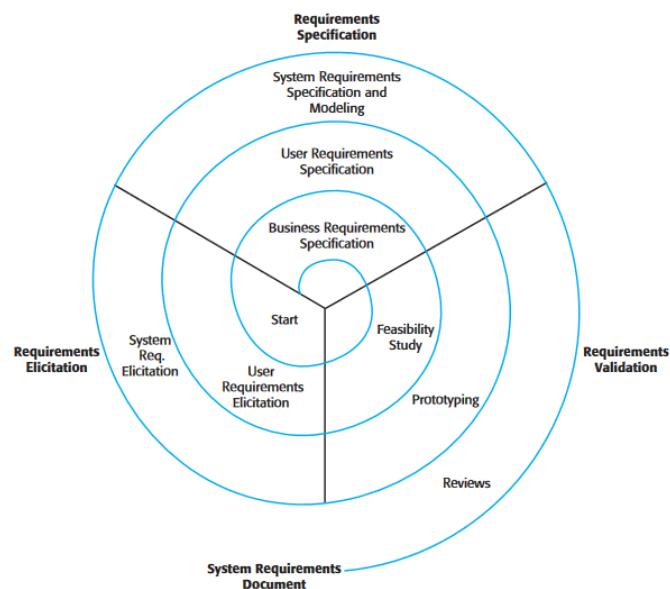 Requirements
Specification
System Requirements
Specification and
Modeling
User Requirements
Specification
Business Requirements
Specification
Start
Feasibility
Study
System
Req.
Elicitation
Requirements
Elicitation
Requirements
Validation
User
Requirements
Elicitation
Prototyping
Reviews
System Requirements
Document